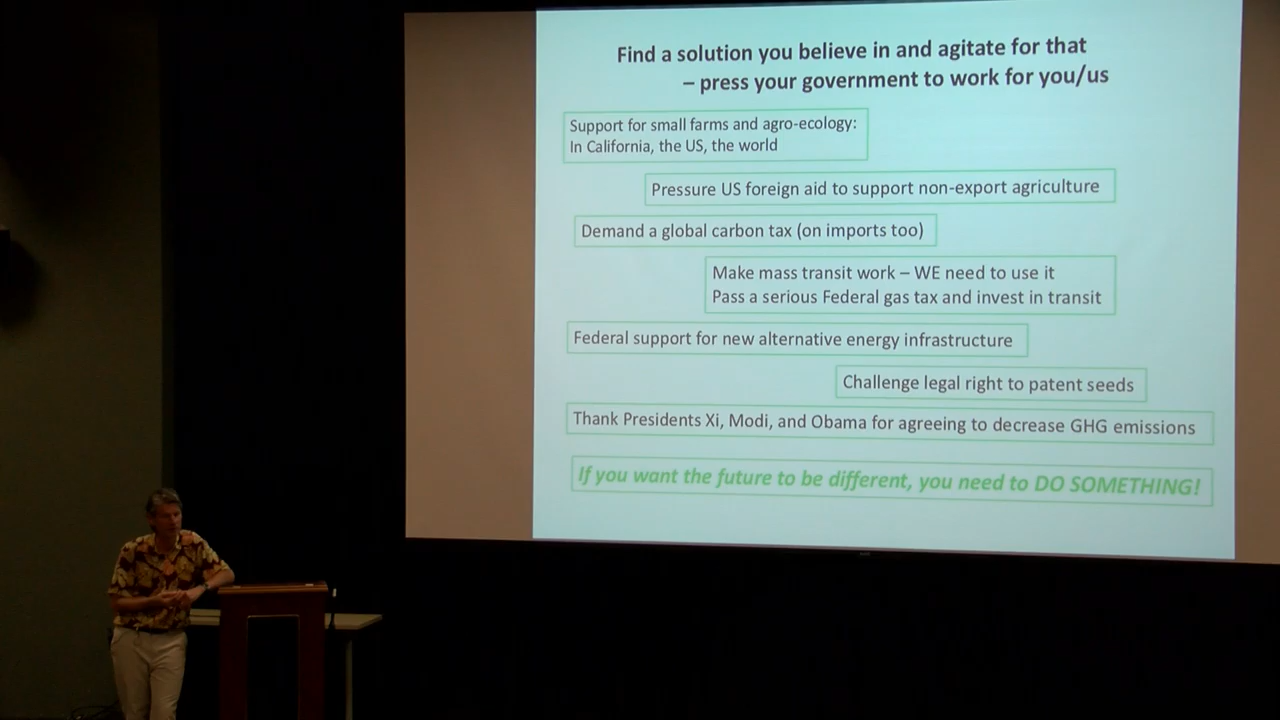 Find a solution you believe in and agitate for that
– press your government to work for you/us
Support for small farms and agro-ecology:
In California, the US, the world
Pressure US foreign aid to support non-export agriculture
Demand a global carbon tax (on imports too)
Make mass transit work – WE need to use it
Pass a serious Federal gas tax and invest in transit
Federal support for new alternative energy infrastructure
Challenge legal right to patent seeds
Thank Presidents Xi, Modi, and Obama for agreeing to decrease GHG emissions
If you want the future to be different, you need to DO SOMETHING!